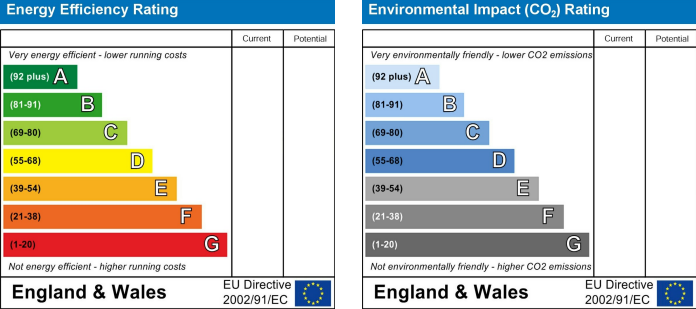 Energy Efficiency Rating
Current Potential
Very energy efficient - lower running costs
(92 plus) A
(81-91) B
(69-80) C
(55-68) D
(39-54) E
(21-38) F
(1-20) G
Not energy efficient - higher running costs
England & Wales
EU Directive
2002/91/EC
Environmental Impact (CO₂) Rating
Current Potential
Very environmentally friendly - lower CO2 emissions
(92 plus) A
(81-91) B
(69-80) C
(55-68) D
(39-54) E
(21-38) F
(1-20) G
Not environmentally friendly - higher CO2 emissions
England & Wales
EU Directive
2002/91/EC